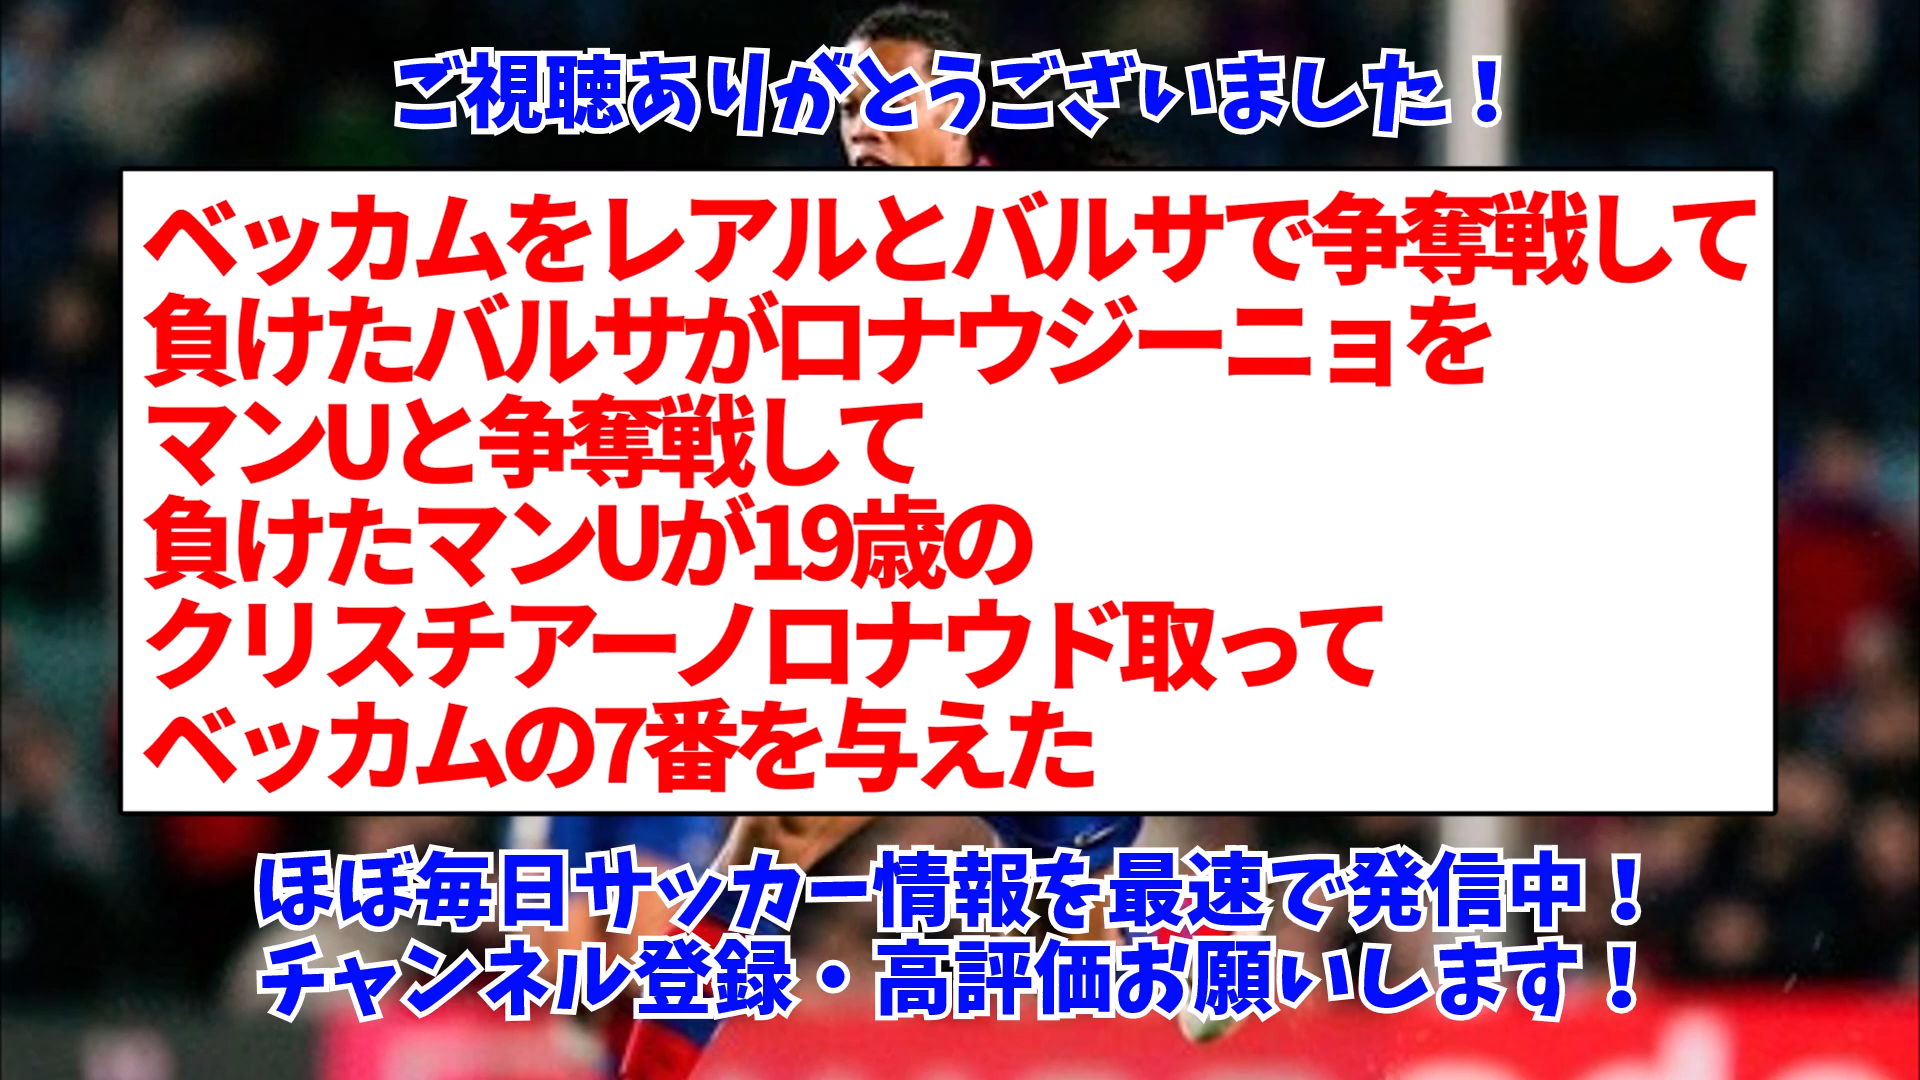 ご視聴ありがとうございました！
ベッカムをレアルとバルサで争奪戦して
負けたバルサがロナウジーニョを
マンUと争奪戦して
負けたマンUが19歳の
クリスチアーノロナウド取って
ベッカムの7番を与えた
ほぼ毎日サッカー情報を最速で発信中！
チャンネル登録・高評価お願いします！